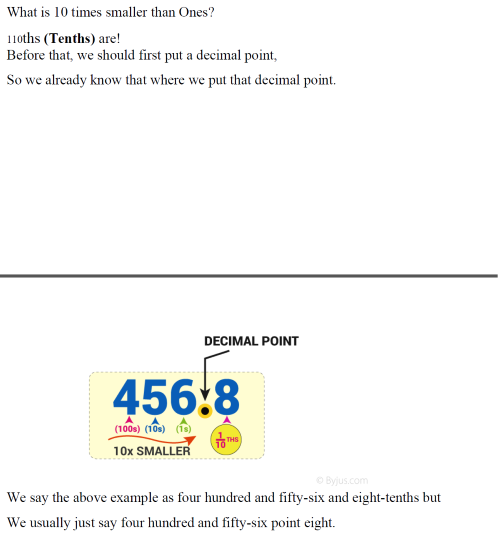 What is 10 times smaller than Ones?
110ths (Tenths) are!
Before that, we should first put a decimal point,
So we already know that where we put that decimal point.
DECIMAL POINT
456.8
(100s) (10s) (1s)
1/10 THS
10x SMALLER
© Byjus.com
We say the above example as four hundred and fifty-six and eight-tenths but
We usually just say four hundred and fifty-six point eight.